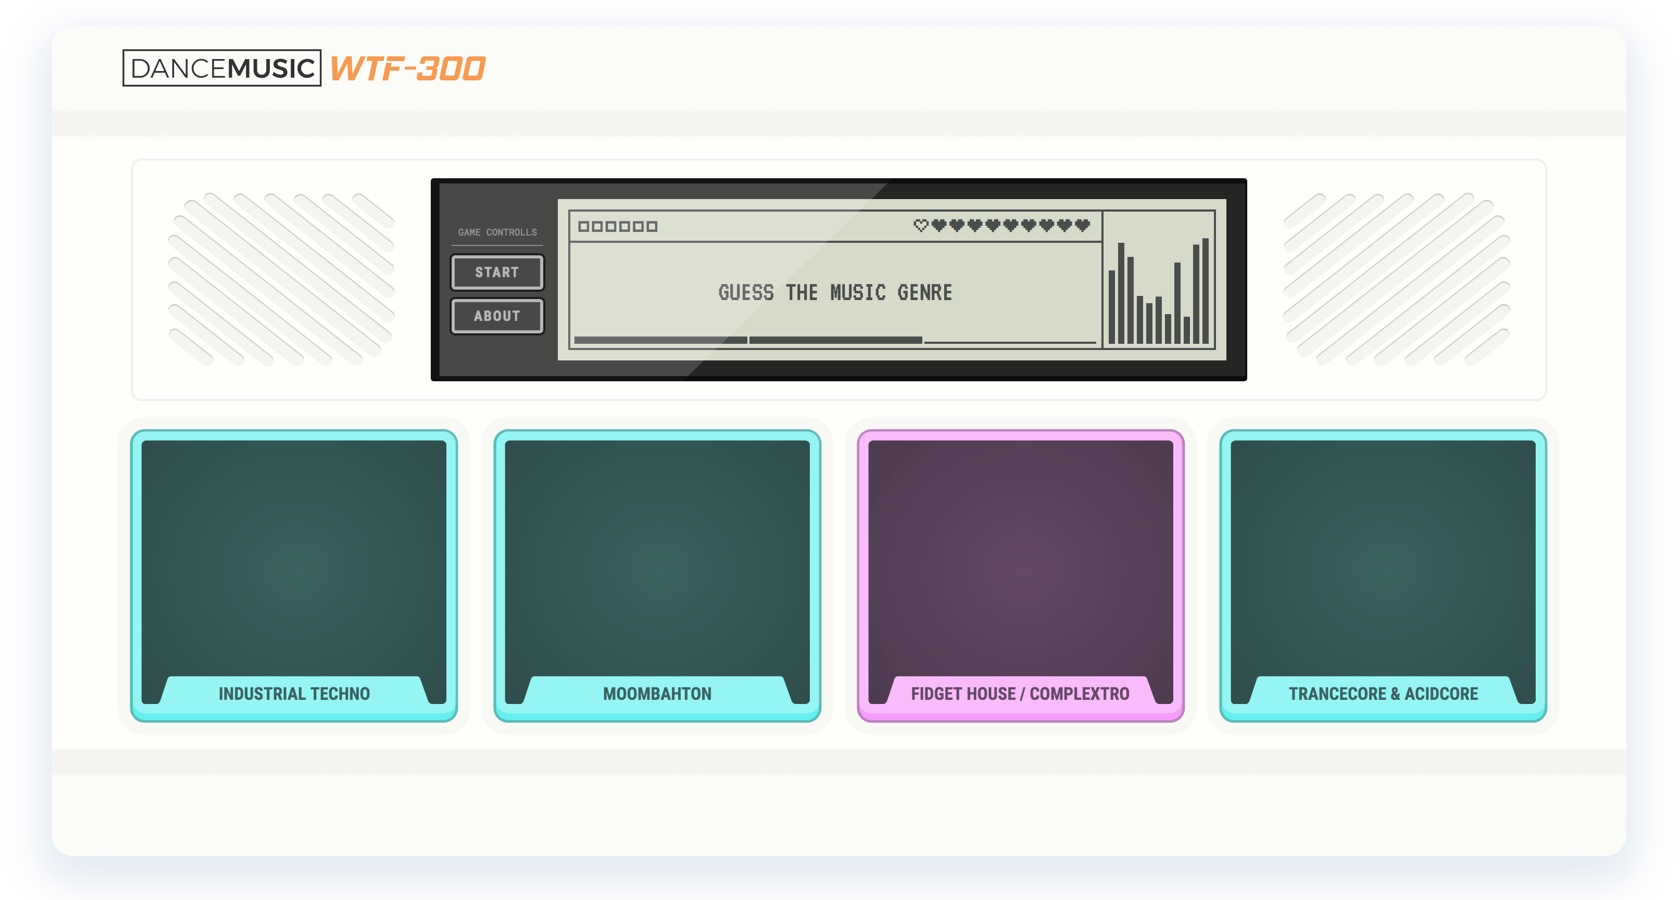 DANCEMUSIC WTF-300
GAME CONTROLLS
START
ABOUT
GUESS THE MUSIC GENRE
INDUSTRIAL TECHNO
MOOMBAHTON
FIDGET HOUSE / COMPLEXTRO
TRANCECORE & ACIDCORE